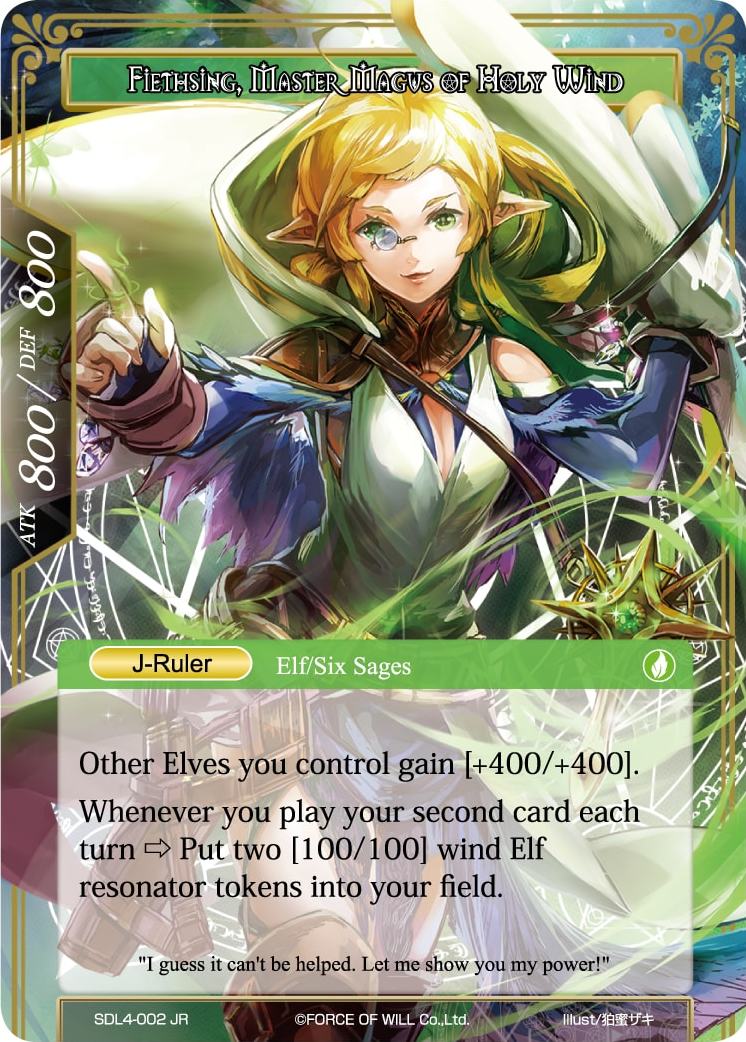 Fiethsing, Master Magus of Holy Wind
ATK 800 / DEF 800
J-Ruler
Elf/Six Sages
Other Elves you control gain [+400/+400].
Whenever you play your second card each
turn ⇨ Put two [100/100] wind Elf
resonator tokens into your field.
"I guess it can't be helped. Let me show you my power!"
SDL4-002 JR
©FORCE OF WILL Co.,Ltd.
Illust/狛蜜ザキ